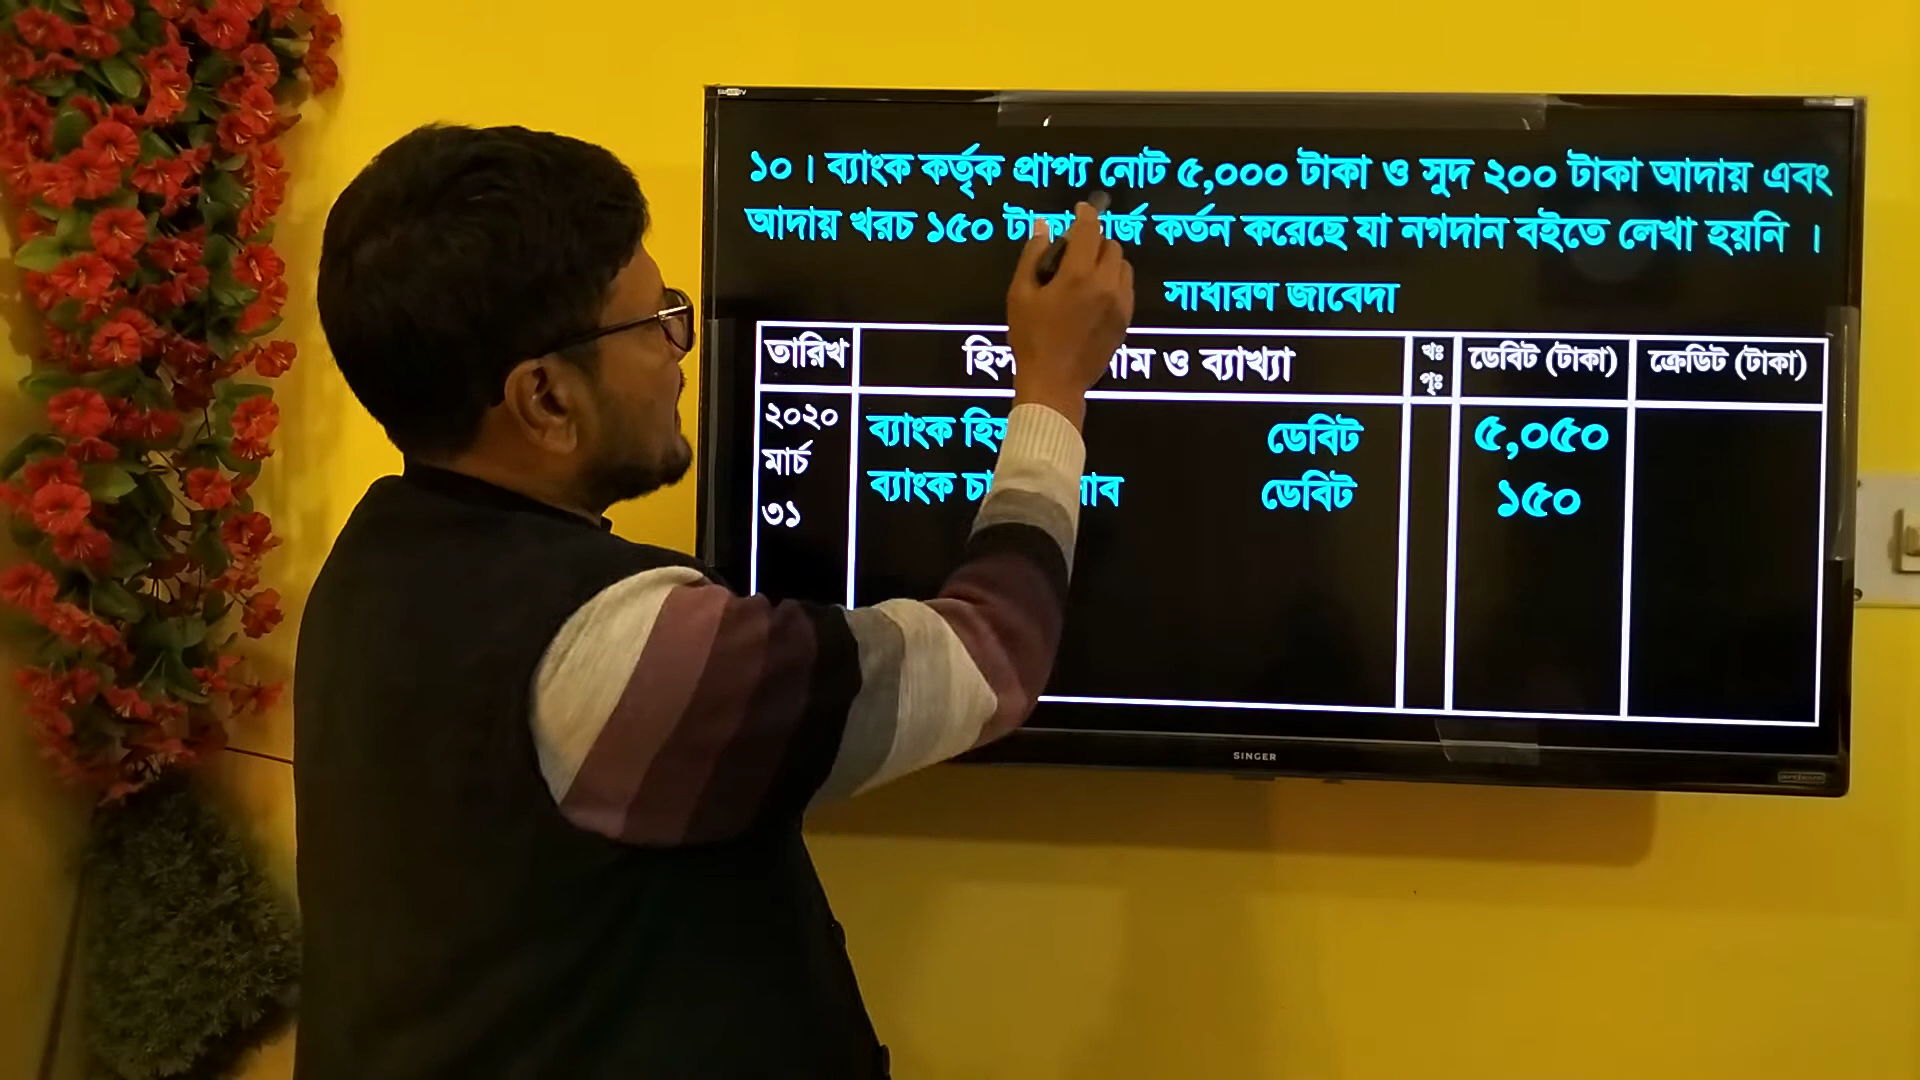 ১০। ব্যাংক কর্তৃক প্রাপ্য নোট ৫,০০০ টাকা ও সুদ ২০০ টাকা আদায় এবং
আদায় খরচ ১৫০ টাকা চার্জ কর্তন করেছে যা নগদান বইতে লেখা হয়নি ।
সাধারণ জাবেদা
তারিখ ও ব্যাখ্যা খঃ পৃঃ ডেবিট (টাকা) ক্রেডিট (টাকা)
২০২০ ব্যাংক ডেবিট ৫,০৫০
মার্চ ব্যাংক ডেবিট ১৫০
৩১
SINGER